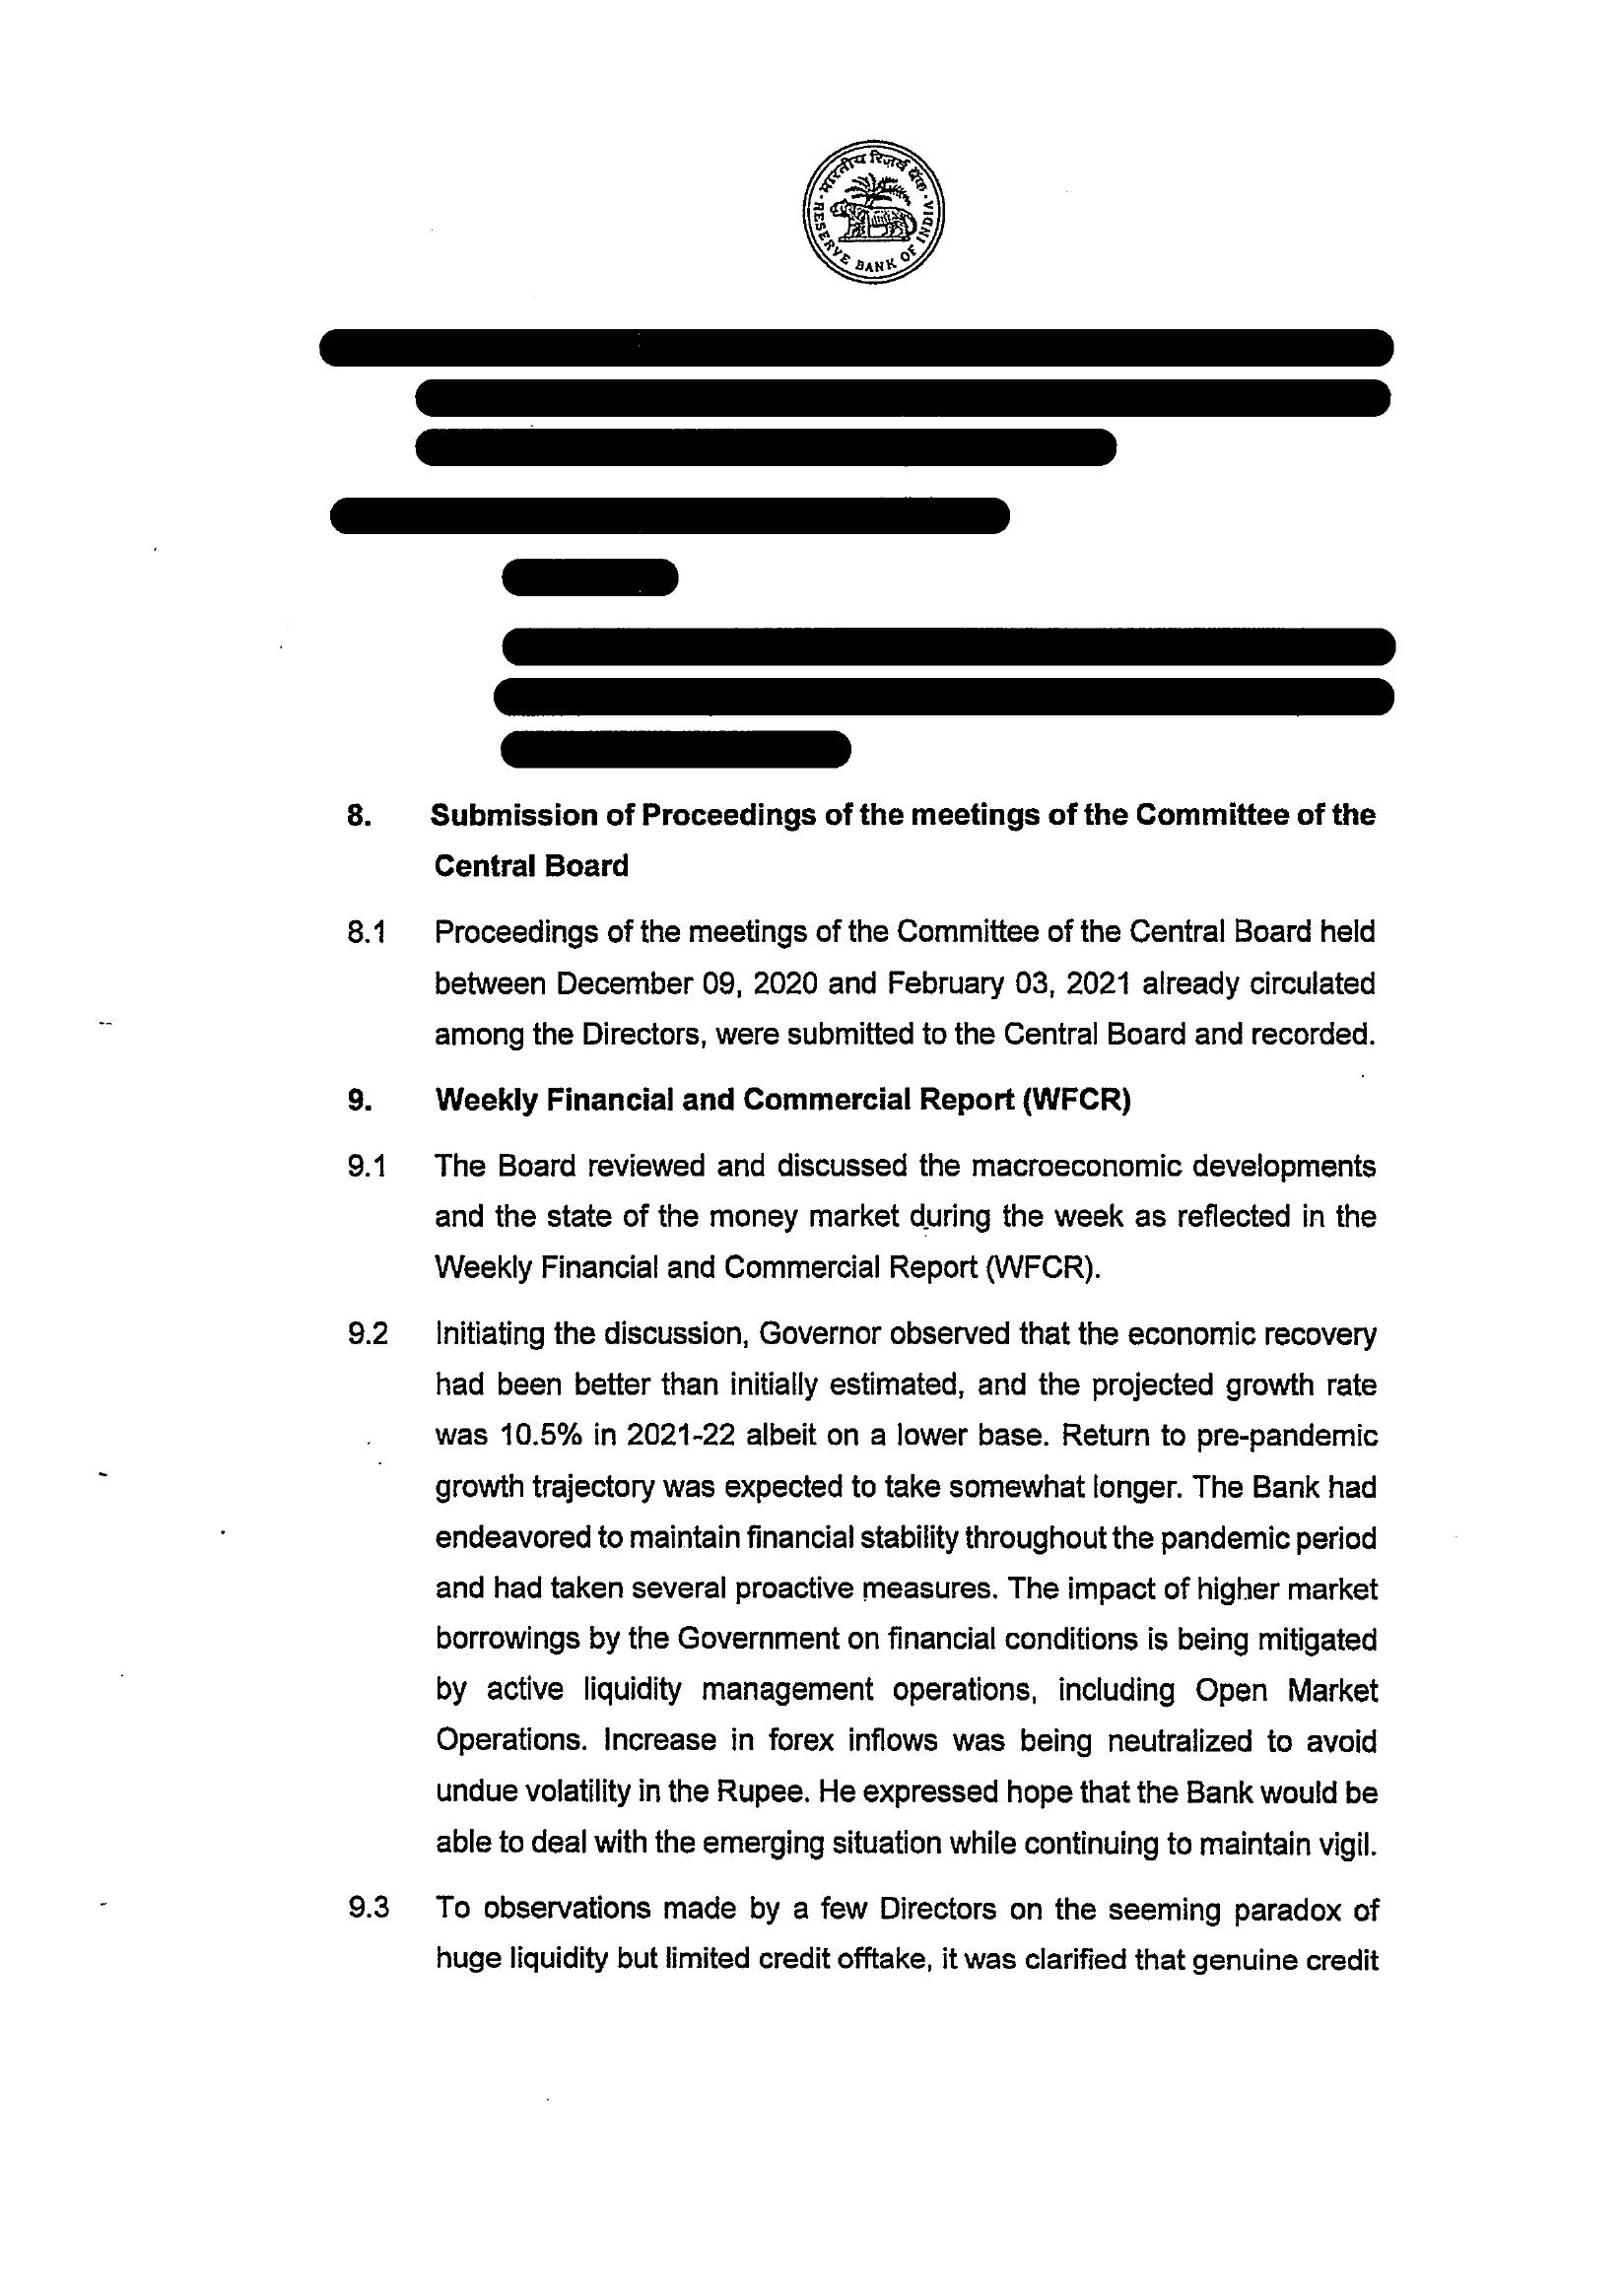 भारतीय रिज़र्व बैंक
RESERVE BANK OF INDIA
8. Submission of Proceedings of the meetings of the Committee of the
Central Board
8.1 Proceedings of the meetings of the Committee of the Central Board held
between December 09, 2020 and February 03, 2021 already circulated
among the Directors, were submitted to the Central Board and recorded.
9. Weekly Financial and Commercial Report (WFCR)
9.1 The Board reviewed and discussed the macroeconomic developments
and the state of the money market during the week as reflected in the
Weekly Financial and Commercial Report (WFCR).
9.2 Initiating the discussion, Governor observed that the economic recovery
had been better than initially estimated, and the projected growth rate
was 10.5% in 2021-22 albeit on a lower base. Return to pre-pandemic
growth trajectory was expected to take somewhat longer. The Bank had
endeavored to maintain financial stability throughout the pandemic period
and had taken several proactive measures. The impact of higher market
borrowings by the Government on financial conditions is being mitigated
by active liquidity management operations, including Open Market
Operations. Increase in forex inflows was being neutralized to avoid
undue volatility in the Rupee. He expressed hope that the Bank would be
able to deal with the emerging situation while continuing to maintain vigil.
9.3 To observations made by a few Directors on the seeming paradox of
huge liquidity but limited credit offtake, it was clarified that genuine credit